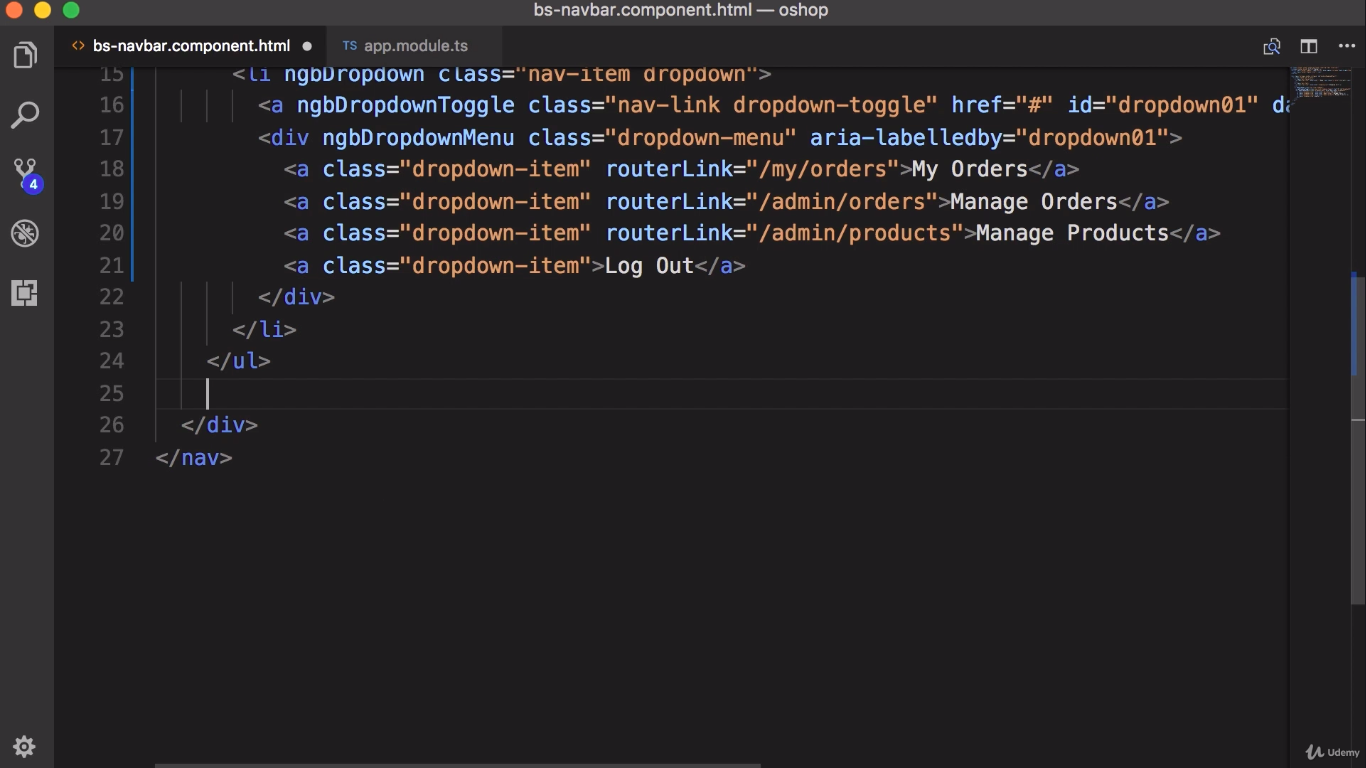 bs-navbar.component.html — oshop
<> bs-navbar.component.html ●
TS app.module.ts
4
15 <li ngbDropdown class="nav-item dropdown">
16 <a ngbDropdownToggle class="nav-link dropdown-toggle" href="#" id="dropdown01" da
17 <div ngbDropdownMenu class="dropdown-menu" aria-labelledby="dropdown01">
18 <a class="dropdown-item" routerLink="/my/orders">My Orders</a>
19 <a class="dropdown-item" routerLink="/admin/orders">Manage Orders</a>
20 <a class="dropdown-item" routerLink="/admin/products">Manage Products</a>
21 <a class="dropdown-item">Log Out</a>
22 </div>
23 </li>
24 </ul>
25
26 </div>
27 </nav>
Udemy